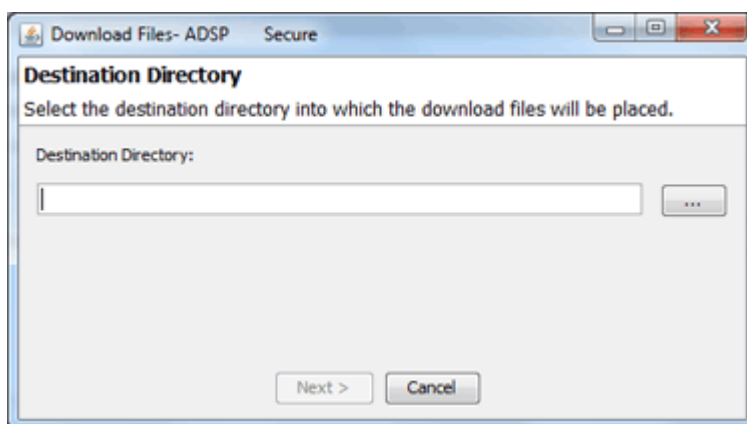 Download Files- ADSP Secure
Destination Directory
Select the destination directory into which the download files will be placed.
Destination Directory:
...
Next > Cancel